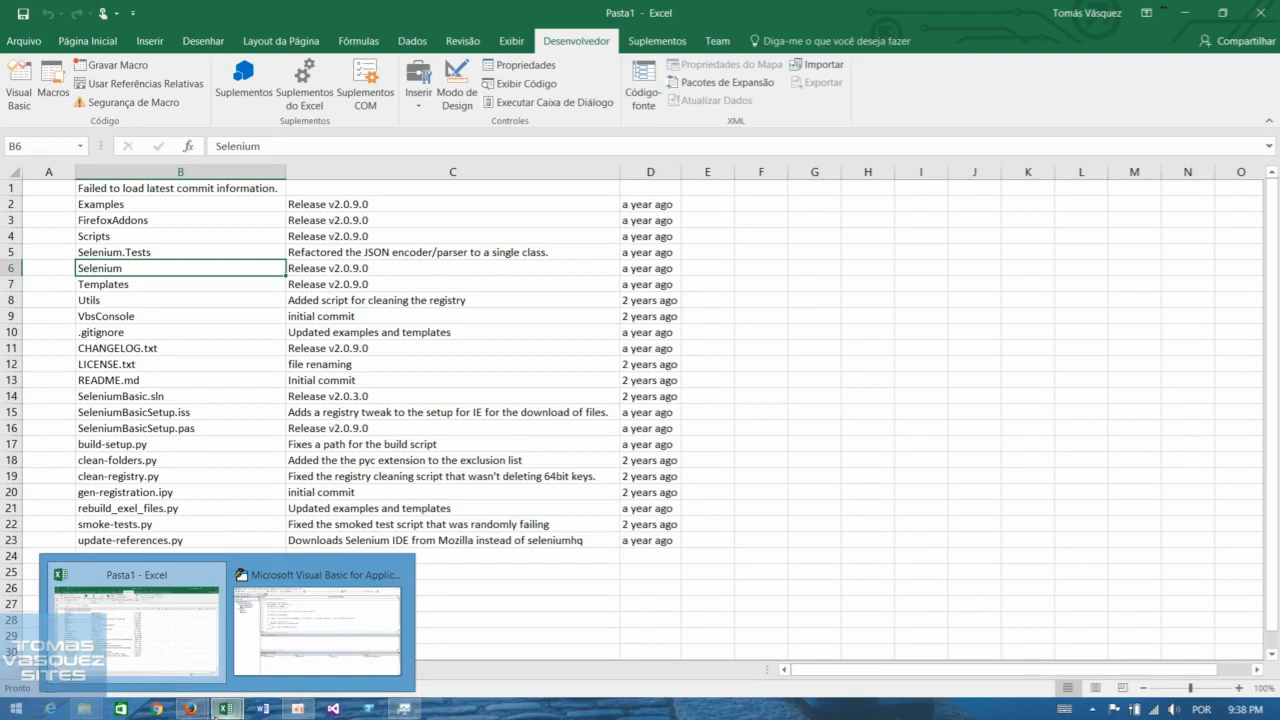 Pasta1 - Excel
Tomás Vásquez
Arquivo Página Inicial Inserir Desenhar Layout da Página Fórmulas Dados Revisão Exibir Desenvolvedor Suplementos Team Diga-me o que você deseja fazer Compartilhar
Visual Basic
Macros
Gravar Macro
Usar Referências Relativas
Segurança de Macro
Código
Suplementos
Suplementos do Excel
Suplementos COM
Suplementos
Inserir
Modo de Design
Propriedades
Exibir Código
Executar Caixa de Diálogo
Controles
Código-fonte
Propriedades do Mapa
Pacotes de Expansão
Atualizar Dados
Importar
Exportar
XML
B6 fx Selenium
A B C D E F G H I J K L M N O
1 Failed to load latest commit information.
2 Examples Release v2.0.9.0 a year ago
3 FirefoxAddons Release v2.0.9.0 a year ago
4 Scripts Release v2.0.9.0 a year ago
5 Selenium.Tests Refactored the JSON encoder/parser to a single class. a year ago
6 Selenium Release v2.0.9.0 a year ago
7 Templates Release v2.0.9.0 a year ago
8 Utils Added script for cleaning the registry 2 years ago
9 VbsConsole initial commit 2 years ago
10 .gitignore Updated examples and templates a year ago
11 CHANGELOG.txt Release v2.0.9.0 a year ago
12 LICENSE.txt file renaming 2 years ago
13 README.md Initial commit 2 years ago
14 SeleniumBasic.sln Release v2.0.3.0 2 years ago
15 SeleniumBasicSetup.iss Adds a registry tweak to the setup for IE for the download of files. a year ago
16 SeleniumBasicSetup.pas Release v2.0.9.0 a year ago
17 build-setup.py Fixes a path for the build script a year ago
18 clean-folders.py Added the the pyc extension to the exclusion list 2 years ago
19 clean-registry.py Fixed the registry cleaning script that wasn't deleting 64bit keys. 2 years ago
20 gen-registration.ipy initial commit 2 years ago
21 rebuild_exel_files.py Updated examples and templates a year ago
22 smoke-tests.py Fixed the smoked test script that was randomly failing 2 years ago
23 update-references.py Downloads Selenium IDE from Mozilla instead of seleniumhq a year ago
24
25
26
27
28
29
30
Pasta1 - Excel
Microsoft Visual Basic for Applic...
TOMAS
VASQUEZ
SITES
Pronto
100%
POR 9:38 PM